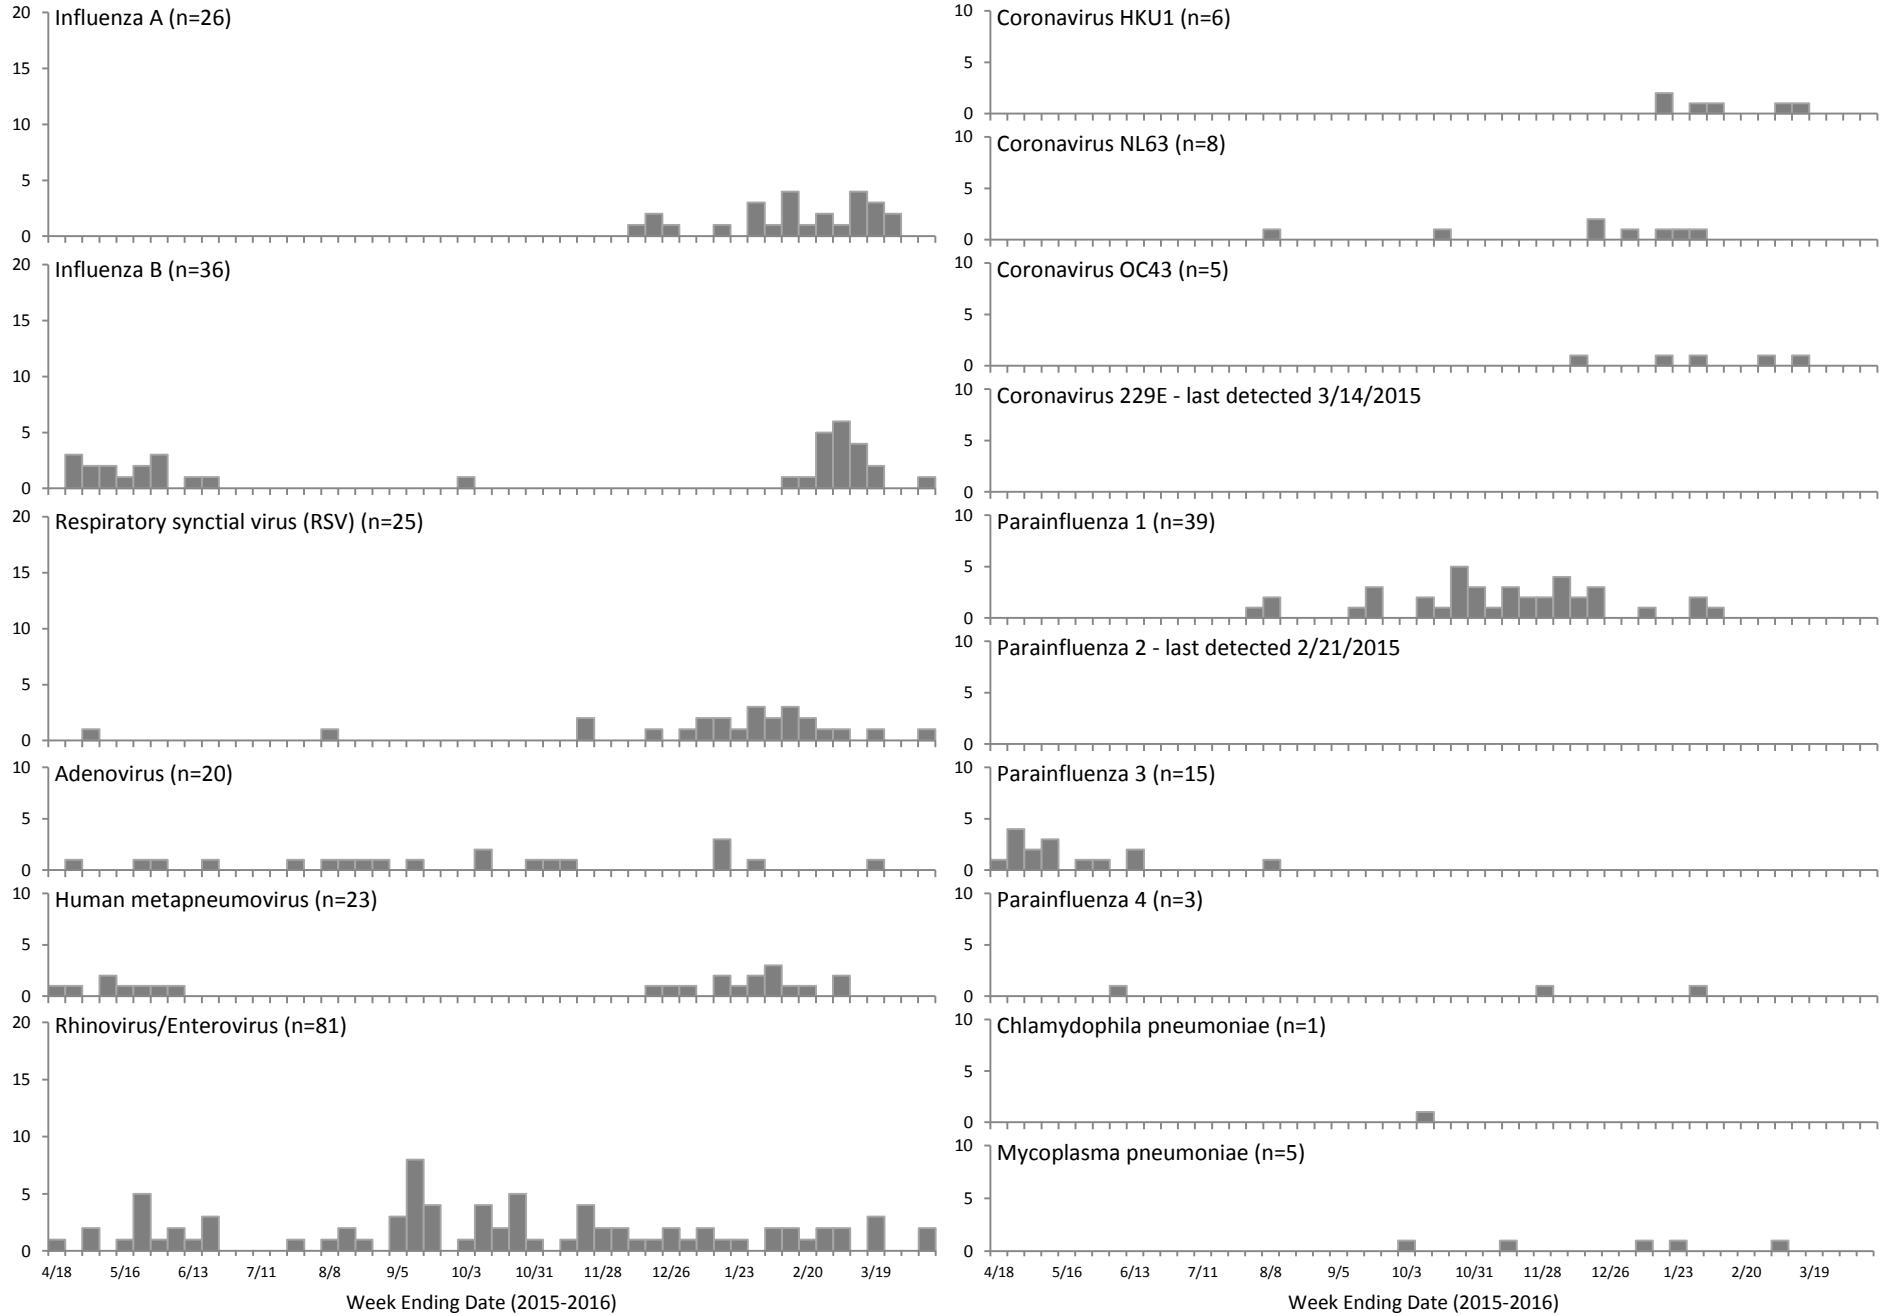 Influenza A (n=26)
20
15
10
5
0
Influenza B (n=36)
20
15
10
5
0
Respiratory synctial virus (RSV) (n=25)
20
15
10
5
0
Adenovirus (n=20)
10
5
0
Human metapneumovirus (n=23)
10
5
0
Rhinovirus/Enterovirus (n=81)
20
15
10
5
0
4/18 5/16 6/13 7/11 8/8 9/5 10/3 10/31 11/28 12/26 1/23 2/20 3/19
Week Ending Date (2015-2016)
Coronavirus HKU1 (n=6)
10
5
0
Coronavirus NL63 (n=8)
10
5
0
Coronavirus OC43 (n=5)
10
5
0
Coronavirus 229E - last detected 3/14/2015
10
5
0
Parainfluenza 1 (n=39)
10
5
0
Parainfluenza 2 - last detected 2/21/2015
10
5
0
Parainfluenza 3 (n=15)
10
5
0
Parainfluenza 4 (n=3)
10
5
0
Chlamydophila pneumoniae (n=1)
10
5
0
Mycoplasma pneumoniae (n=5)
10
5
0
4/18 5/16 6/13 7/11 8/8 9/5 10/3 10/31 11/28 12/26 1/23 2/20 3/19
Week Ending Date (2015-2016)